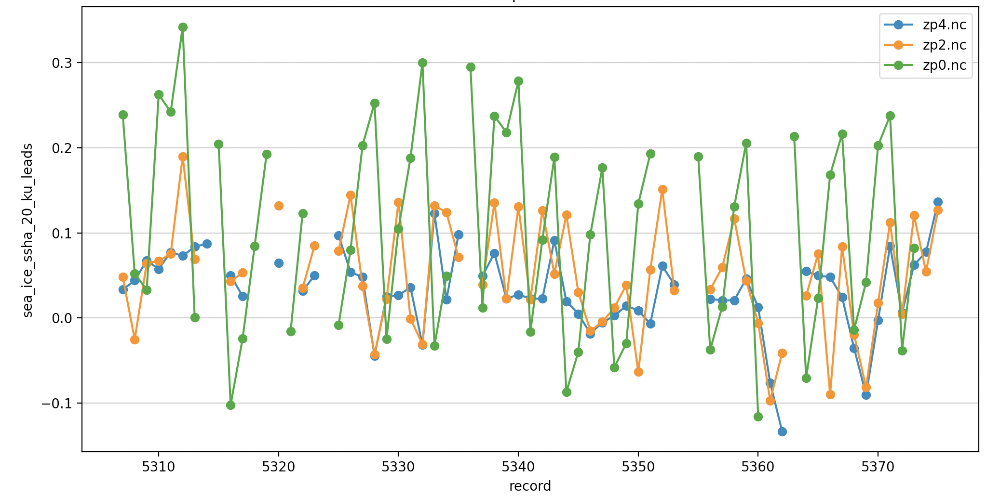 zp4.nc
zp2.nc
zp0.nc
sea_ice_ssha_20_ku_leads
0.3
0.2
0.1
0.0
−0.1
5310 5320 5330 5340 5350 5360 5370
record